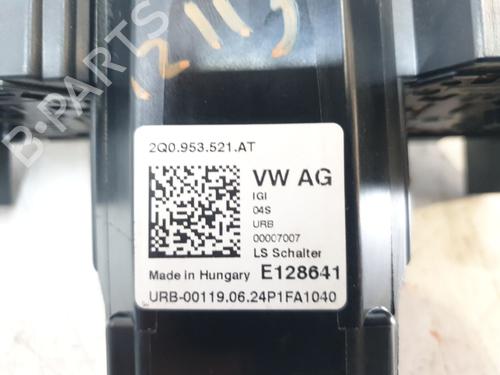 2113
B-PARTS
2Q0.953.521.AT
VW AG
IGI
04S
URB
00007007
LS Schalter
Made in Hungary E128641
URB-00119.06.24P1FA1040